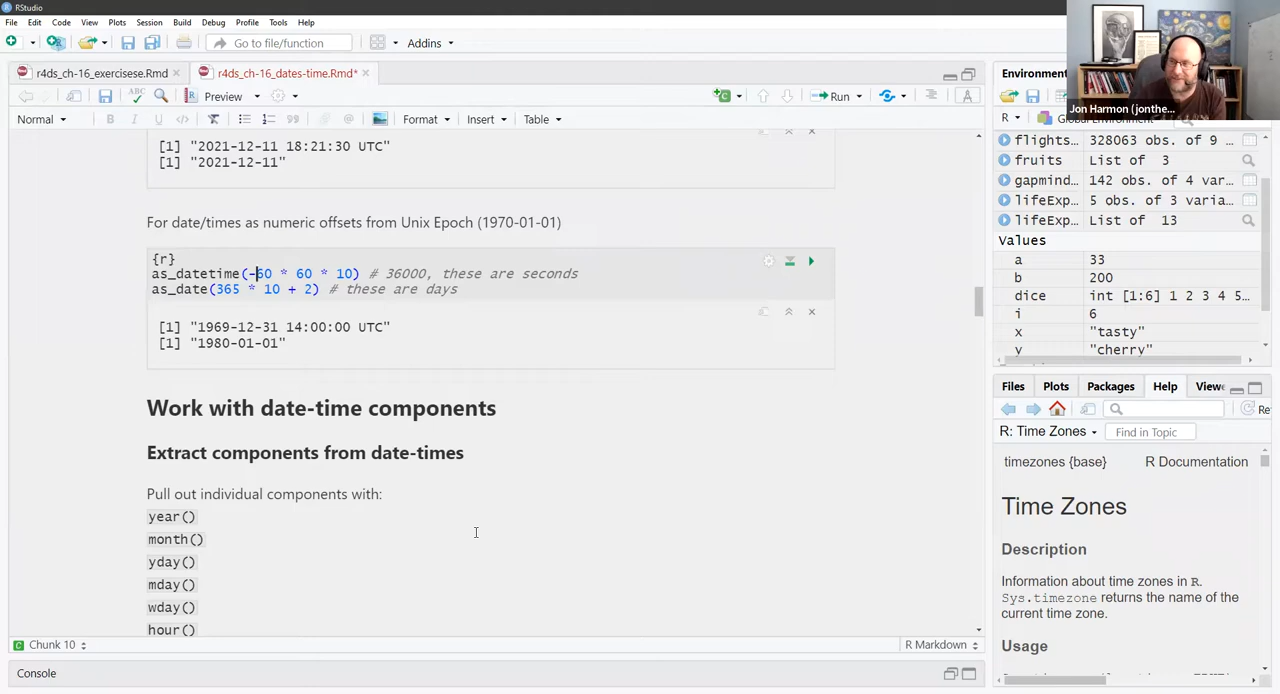 RStudio
File Edit Code View Plots Session Build Debug Profile Tools Help
Go to file/function Addins
r4ds_ch-16_exercisese.Rmd r4ds_ch-16_dates-time.Rmd*
ABC Preview Run
Normal B I U </> Format Insert Table
[1] "2021-12-11 18:21:30 UTC"
[1] "2021-12-11"
For date/times as numeric offsets from Unix Epoch (1970-01-01)
{r}
as_datetime(-60 * 60 * 10) # 36000, these are seconds
as_date(365 * 10 + 2) # these are days
[1] "1969-12-31 14:00:00 UTC"
[1] "1980-01-01"
Work with date-time components
Extract components from date-times
Pull out individual components with:
year()
month()
yday()
mday()
wday()
hour()
Chunk 10 R Markdown
Console
Environme
Jon Harmon (jonthe...
R Global Environment
flights... 328063 obs. of 9 ...
fruits List of 3
gapmind... 142 obs. of 4 var...
lifeExp... 5 obs. of 3 varia...
lifeExp... List of 13
Values
a 33
b 200
dice int [1:6] 1 2 3 4 5...
i 6
x "tasty"
y "cherry"
Files Plots Packages Help View
Re
R: Time Zones Find in Topic
timezones {base} R Documentation
Time Zones
Description
Information about time zones in R.
Sys.timezone returns the name of the
current time zone.
Usage